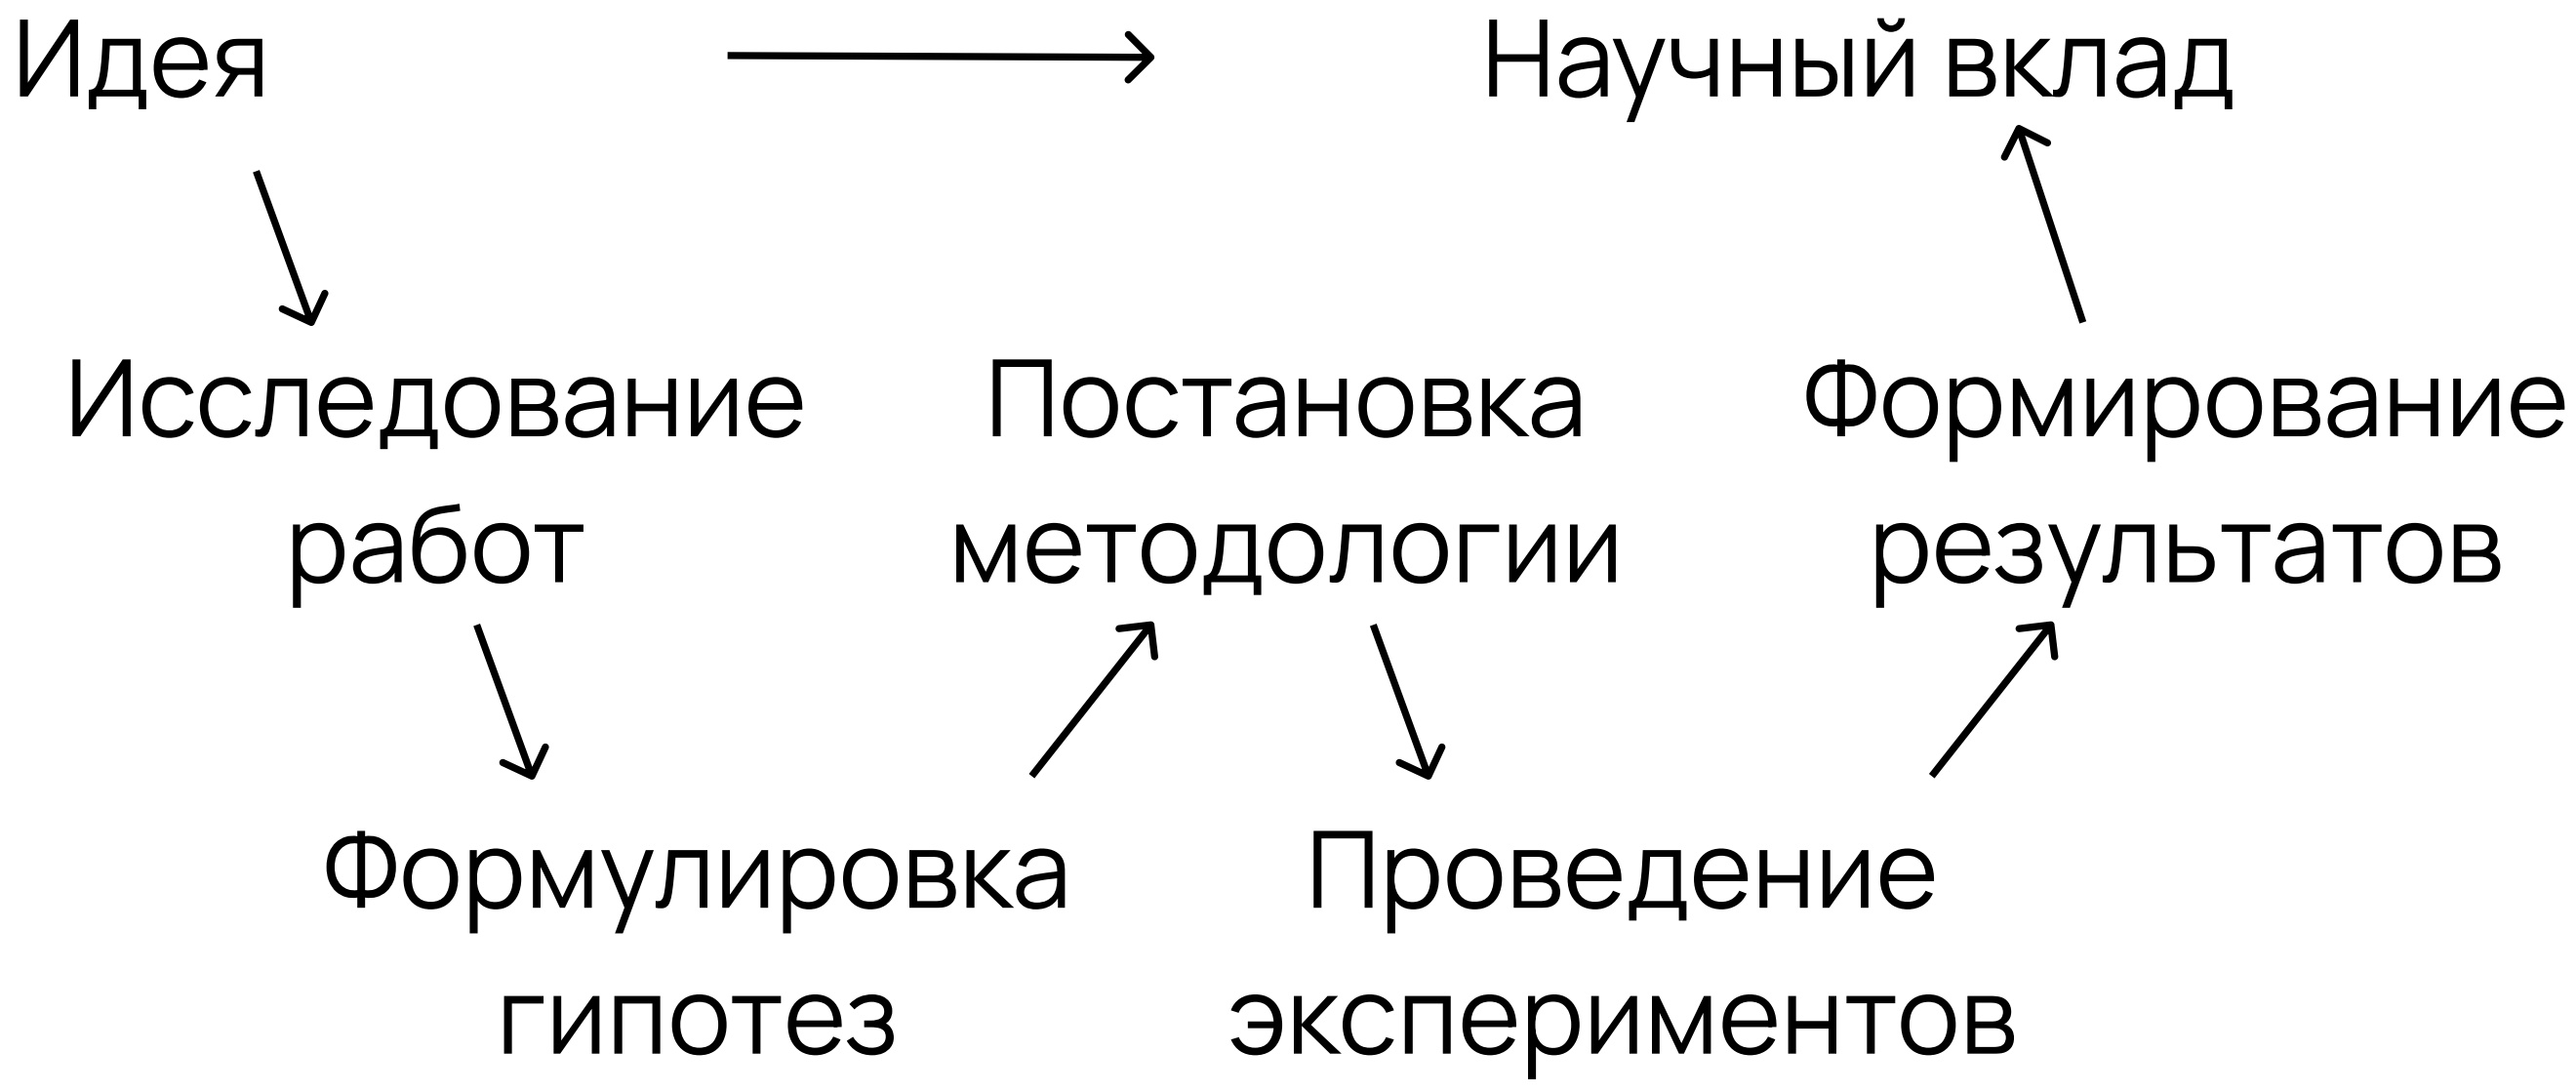 Идея
Научный вклад
Исследование
работ
Постановка
методологии
Формирование
результатов
Формулировка
гипотез
Проведение
экспериментов